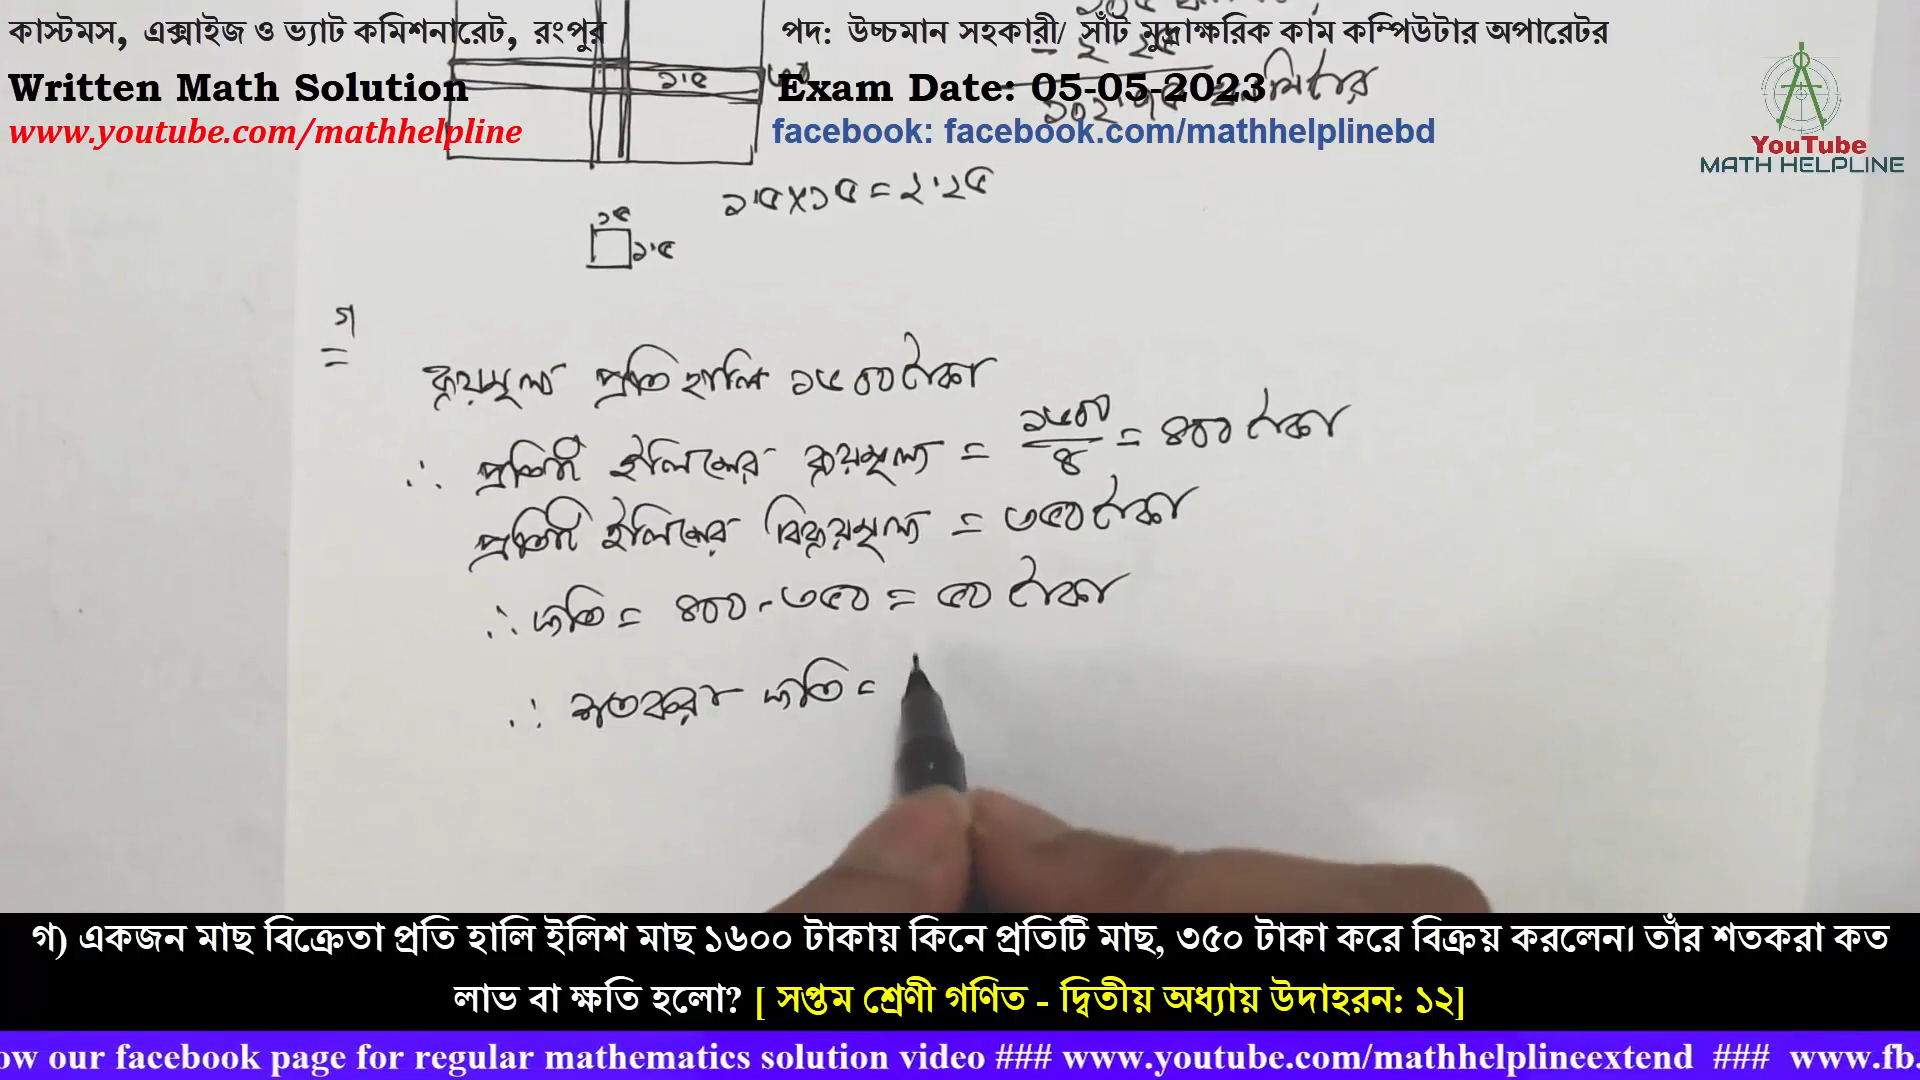 কাস্টমস, এক্সাইজ ও ভ্যাট কমিশনারেট, রংপুর
পদ: উচ্চমান সহকারী/ সাঁট মুদ্রাক্ষরিক কাম কম্পিউটার অপারেটর
Written Math Solution
Exam Date: 05-05-2023
www.youtube.com/mathhelpline
facebook: facebook.com/mathhelplinebd
YouTube
MATH HELPLINE
১.৫
১.৫×১৫ = ২.২৫
১৫
১.৫
গ
ক্রয়মূল্য প্রতি হালি ১৬০০ টাকা
∴ প্রতিটি ইলিশের ক্রয়মূল্য = ১৬০০/৪ = ৪০০ টাকা
প্রতিটি ইলিশের বিক্রয়মূল্য = ৩৫০ টাকা
∴ ক্ষতি = ৪০০ - ৩৫০ = ৫০ টাকা
∴ শতকরা ক্ষতি =
গ) একজন মাছ বিক্রেতা প্রতি হালি ইলিশ মাছ ১৬০০ টাকায় কিনে প্রতিটি মাছ, ৩৫০ টাকা করে বিক্রয় করলেন। তাঁর শতকরা কত
লাভ বা ক্ষতি হলো? [ সপ্তম শ্রেণী গণিত - দ্বিতীয় অধ্যায় উদাহরন: ১২]
ow our facebook page for regular mathematics solution video ### www.youtube.com/mathhelplineextend ### www.fb.